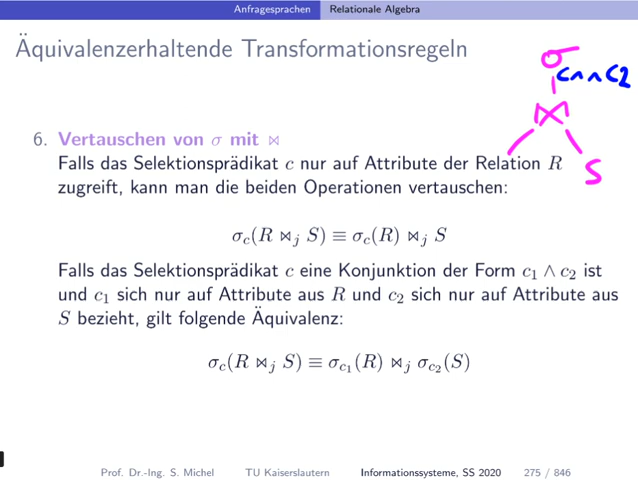 Anfragesprachen Relationale Algebra
Äquivalenzerhaltende Transformationsregeln
σ
c1 ∧ c2
⋈
S
6. Vertauschen von σ mit ⋈
Falls das Selektionsprädikat c nur auf Attribute der Relation R
zugreift, kann man die beiden Operationen vertauschen:
σc(R ⋈j S) ≡ σc(R) ⋈j S
Falls das Selektionsprädikat c eine Konjunktion der Form c1 ∧ c2 ist
und c1 sich nur auf Attribute aus R und c2 sich nur auf Attribute aus
S bezieht, gilt folgende Äquivalenz:
σc(R ⋈j S) ≡ σc1(R) ⋈j σc2(S)
Prof. Dr.-Ing. S. Michel TU Kaiserslautern Informationssysteme, SS 2020 275 / 846